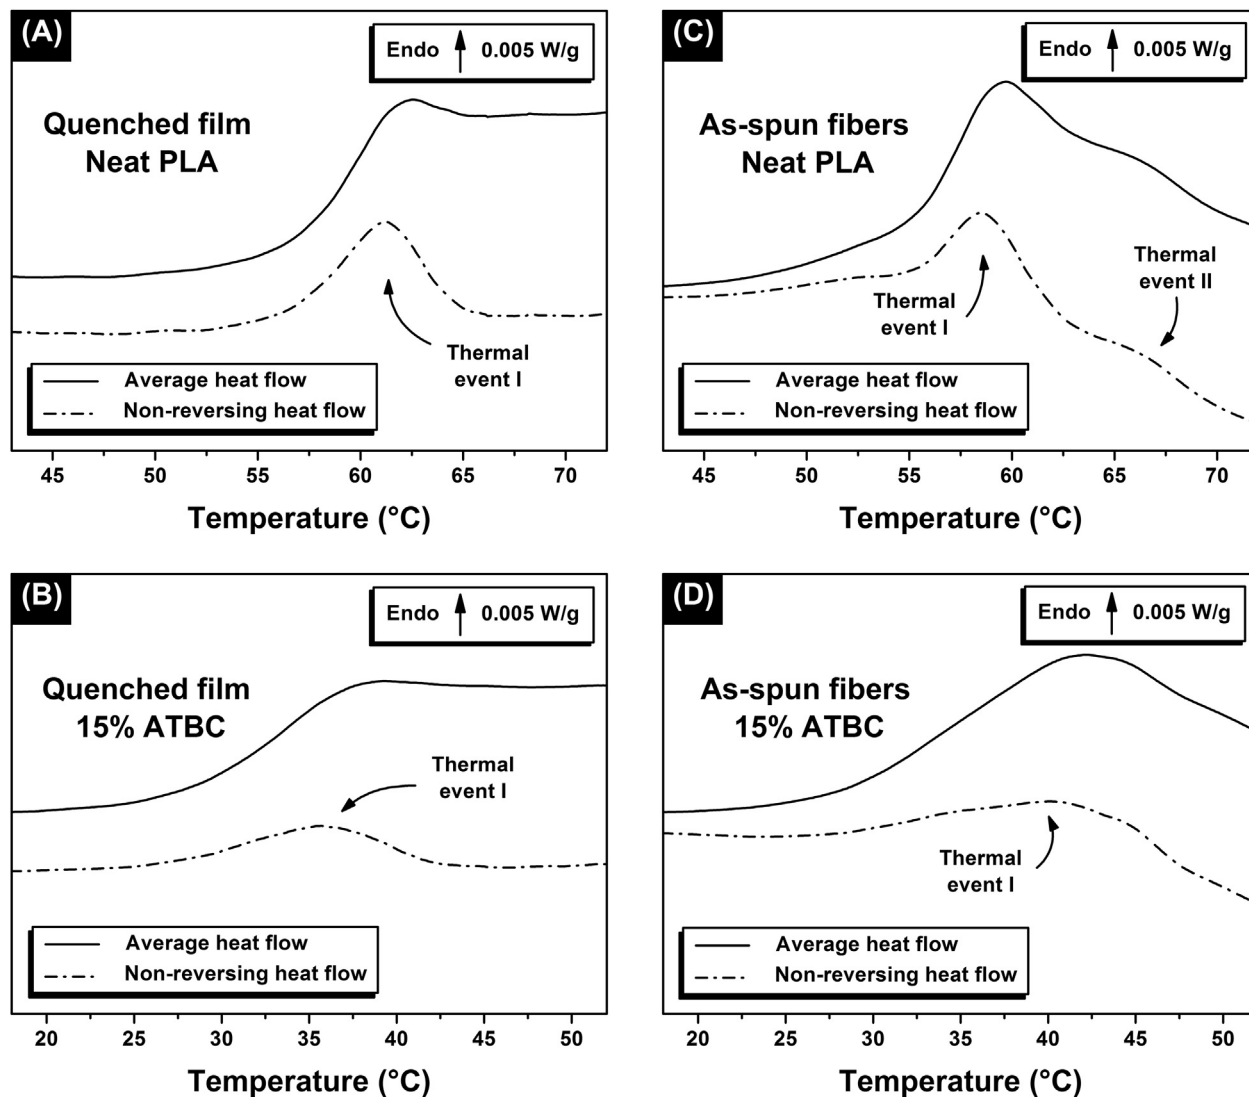 (A)
Endo 0.005 W/g
Quenched film
Neat PLA
Thermal
event I
Average heat flow
Non-reversing heat flow
45 50 55 60 65 70
Temperature (°C)
(C)
Endo 0.005 W/g
As-spun fibers
Neat PLA
Thermal
event II
Thermal
event I
Average heat flow
Non-reversing heat flow
45 50 55 60 65 70
Temperature (°C)
(B)
Endo 0.005 W/g
Quenched film
15% ATBC
Thermal
event I
Average heat flow
Non-reversing heat flow
20 25 30 35 40 45 50
Temperature (°C)
(D)
Endo 0.005 W/g
As-spun fibers
15% ATBC
Thermal
event I
Average heat flow
Non-reversing heat flow
20 25 30 35 40 45 50
Temperature (°C)